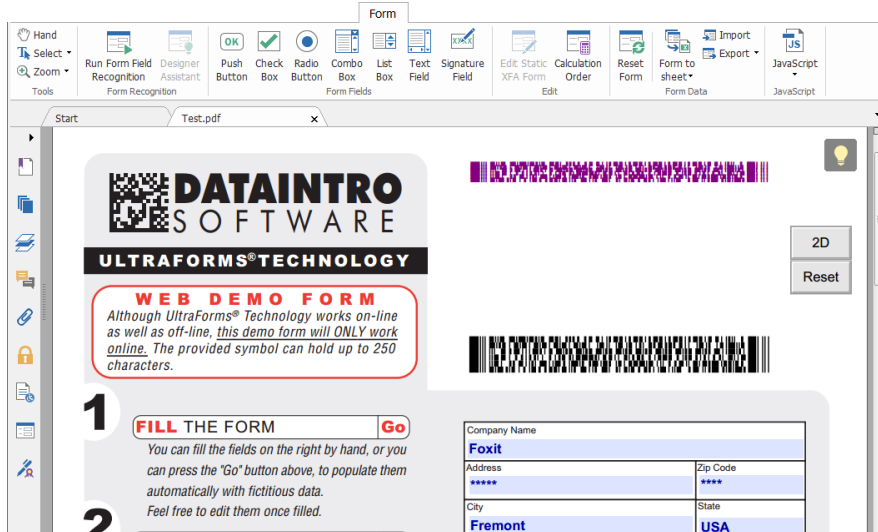 Form
Hand
Select
Zoom
Tools
Run Form Field
Recognition
Designer
Assistant
Form Recognition
OK
Push
Button
Check
Box
Radio
Button
Combo
Box
List
Box
Text
Field
Signature
Field
Form Fields
Edit Static
XFA Form
Calculation
Order
Edit
Reset
Form
Form to
sheet
Import
Export
Form Data
JS
JavaScript
JavaScript
Start
Test.pdf
x
DATAINTRO
SOFTWARE
ULTRAFORMS®TECHNOLOGY
WEB DEMO FORM
Although UltraForms® Technology works on-line
as well as off-line, this demo form will ONLY work
online. The provided symbol can hold up to 250
characters.
2D
Reset
1
FILL THE FORM
Go
You can fill the fields on the right by hand, or you
can press the "Go" button above, to populate them
automatically with fictitious data.
Feel free to edit them once filled.
2
Company Name
Foxit
Address
*****
Zip Code
****
City
Fremont
State
USA